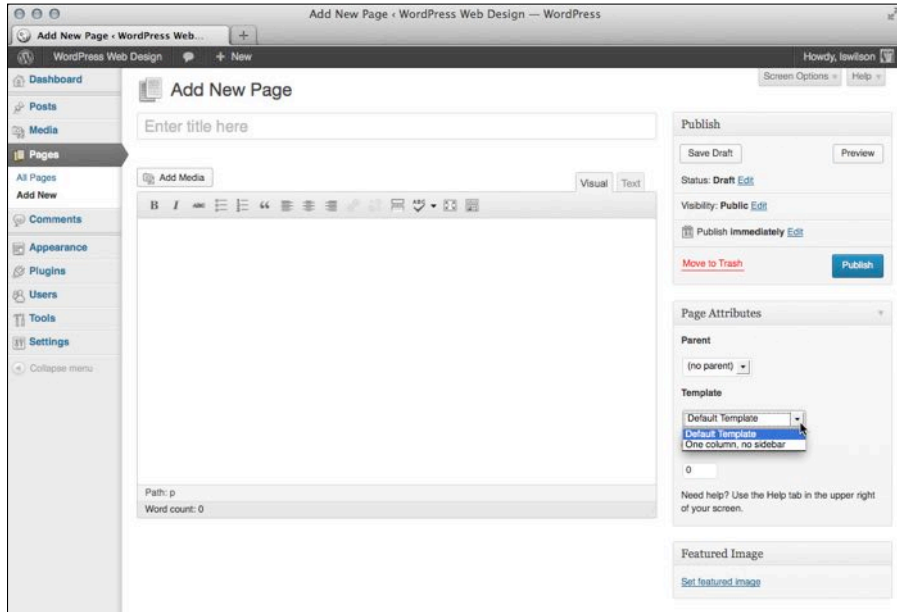 Add New Page ‹ WordPress Web Design — WordPress
Add New Page ‹ WordPress Web...
WordPress Web Design + New Howdy, lswilson
Screen Options Help
Dashboard
Posts
Media
Pages
All Pages
Add New
Comments
Appearance
Plugins
Users
Tools
Settings
Collapse menu
Add New Page
Enter title here
Add Media
Visual Text
B I ABC ABC
Path: p
Word count: 0
Publish
Save Draft Preview
Status: Draft Edit
Visibility: Public Edit
Publish immediately Edit
Move to Trash Publish
Page Attributes
Parent
(no parent)
Template
Default Template
Default Template
One column, no sidebar
0
Need help? Use the Help tab in the upper right
of your screen.
Featured Image
Set featured image